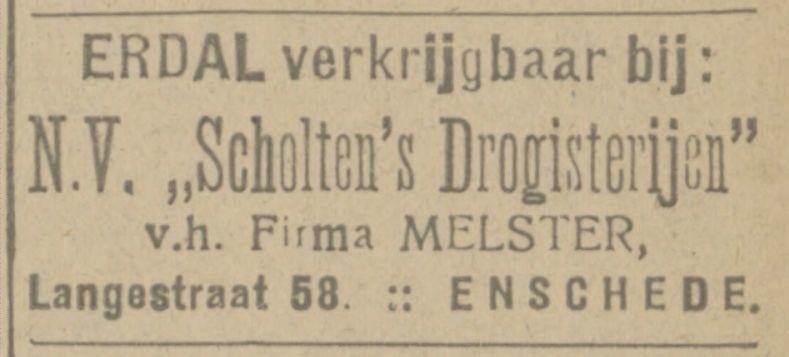 ERDAL verkrijgbaar bij:
N.V. „Scholten's Drogisterijen”
v.h. Firma MELSTER,
Langestraat 58. :: ENSCHEDE.